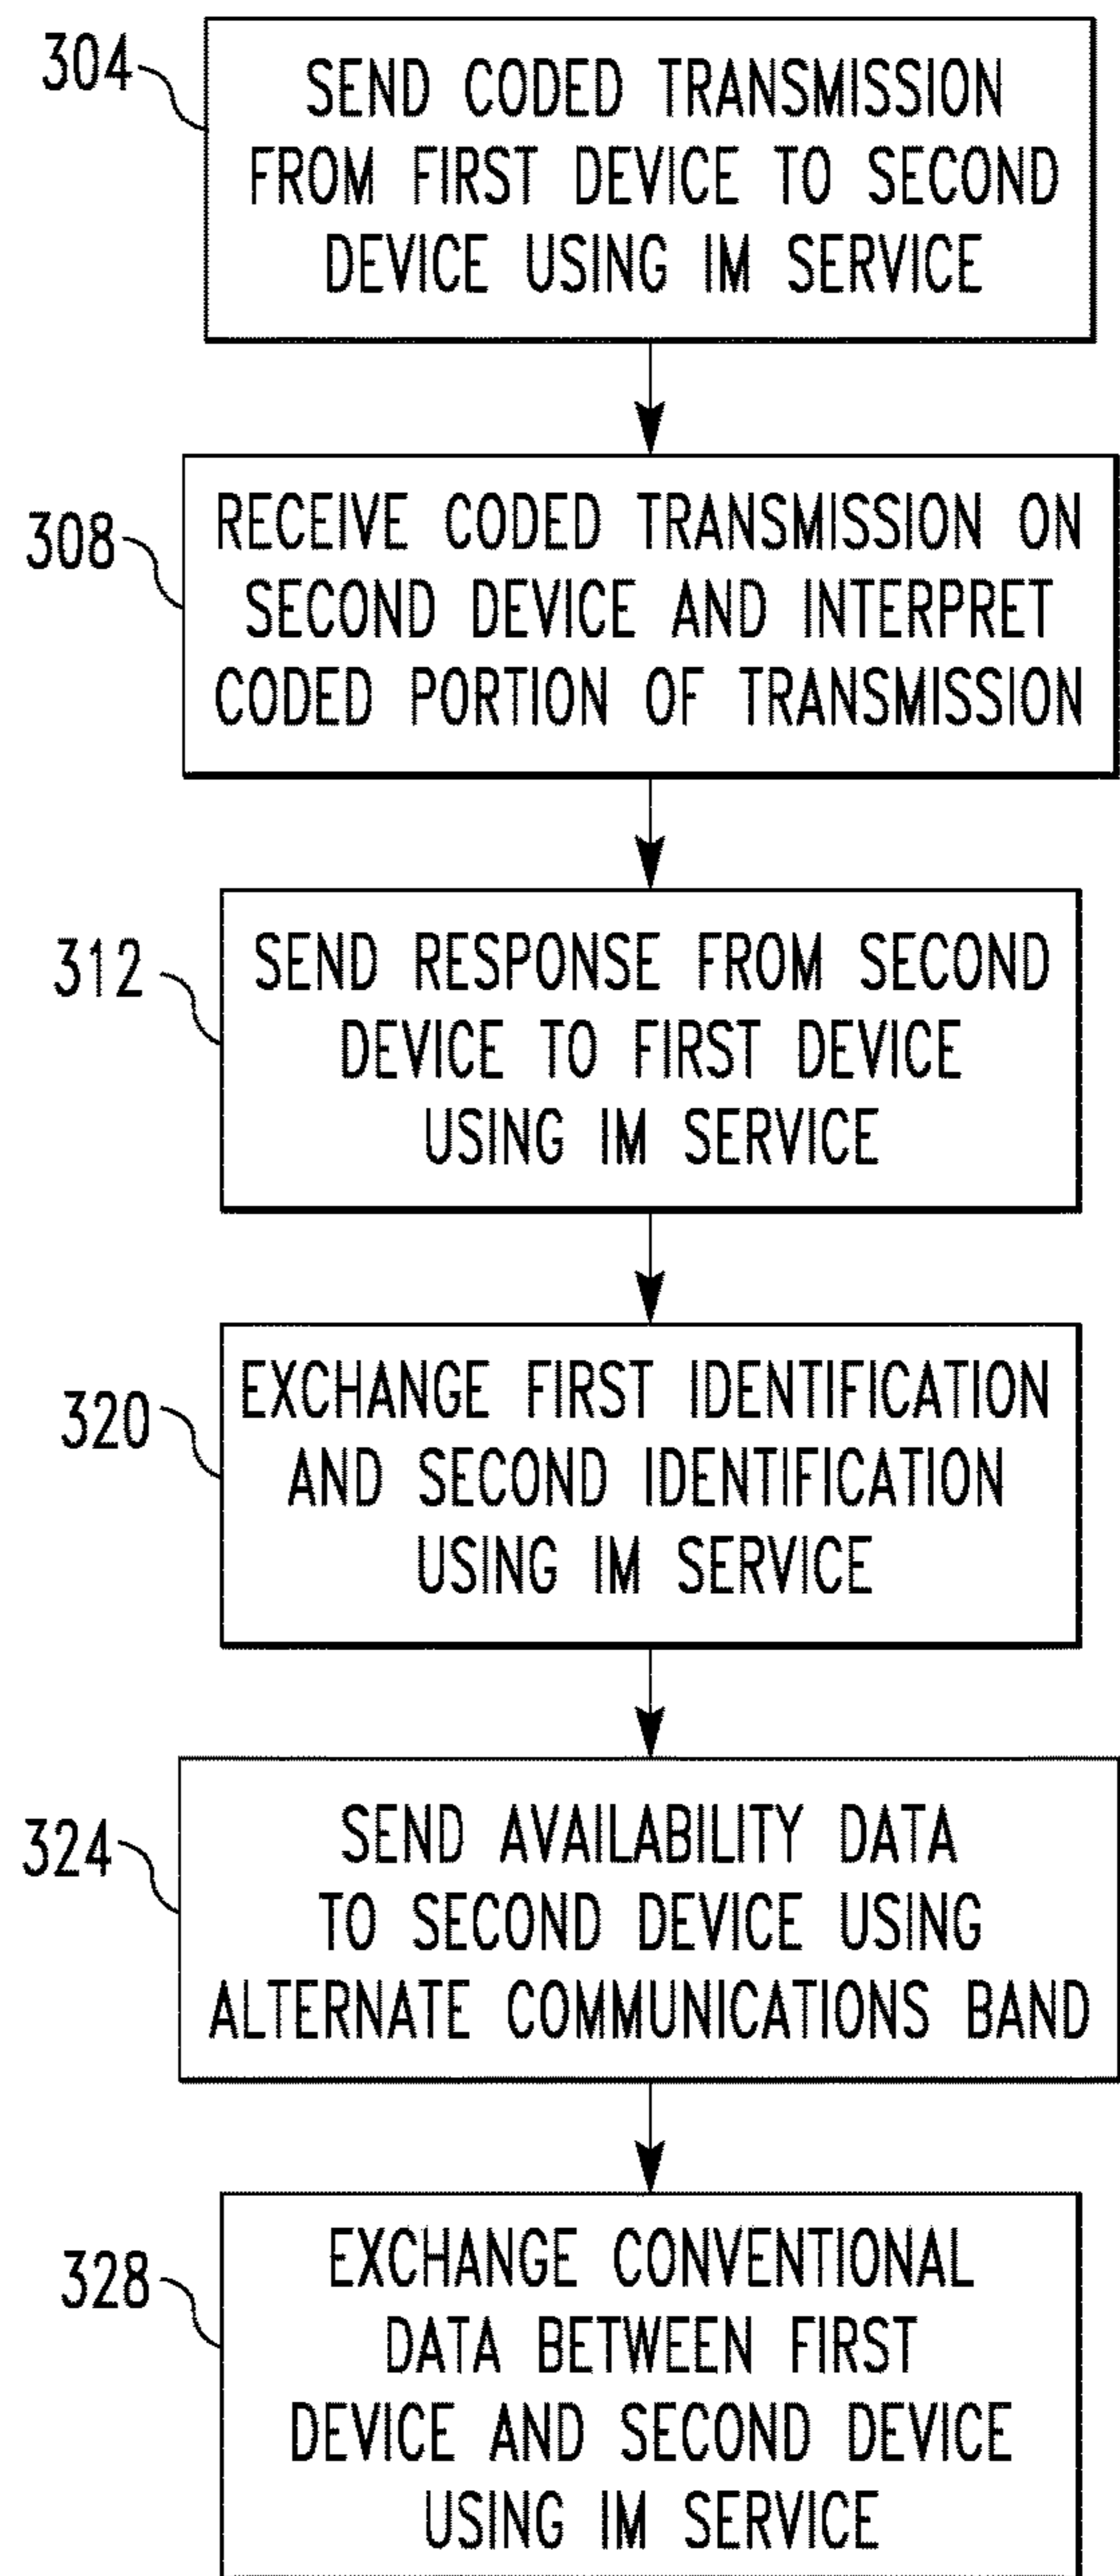 304
SEND CODED TRANSMISSION
FROM FIRST DEVICE TO SECOND
DEVICE USING IM SERVICE
308
RECEIVE CODED TRANSMISSION ON
SECOND DEVICE AND INTERPRET
CODED PORTION OF TRANSMISSION
312
SEND RESPONSE FROM SECOND
DEVICE TO FIRST DEVICE
USING IM SERVICE
320
EXCHANGE FIRST IDENTIFICATION
AND SECOND IDENTIFICATION
USING IM SERVICE
324
SEND AVAILABILITY DATA
TO SECOND DEVICE USING
ALTERNATE COMMUNICATIONS BAND
328
EXCHANGE CONVENTIONAL
DATA BETWEEN FIRST
DEVICE AND SECOND DEVICE
USING IM SERVICE